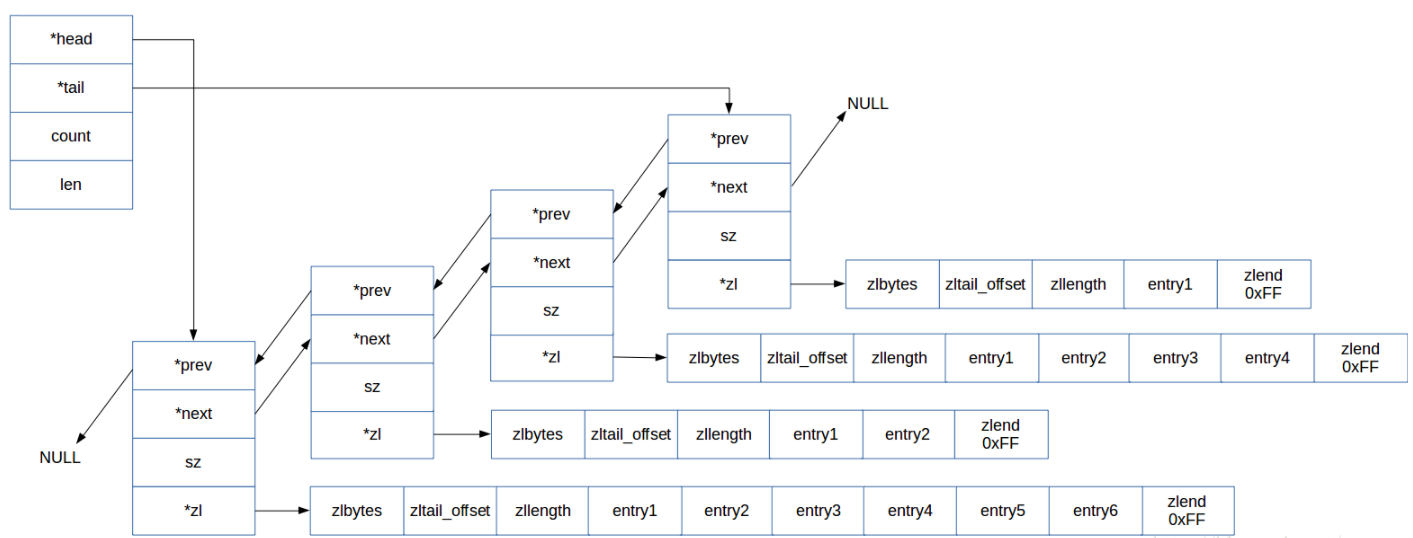 *head
*tail
count
len
NULL
*prev
*next
sz
*zl
zlbytes zltail_offset zllength entry1 zlend
0xFF
*prev
*next
sz
*zl
zlbytes zltail_offset zllength entry1 entry2 entry3 entry4 zlend
0xFF
*prev
*next
sz
*zl
zlbytes zltail_offset zllength entry1 entry2 zlend
0xFF
*prev
*next
sz
*zl
NULL
zlbytes zltail_offset zllength entry1 entry2 entry3 entry4 entry5 entry6 zlend
0xFF